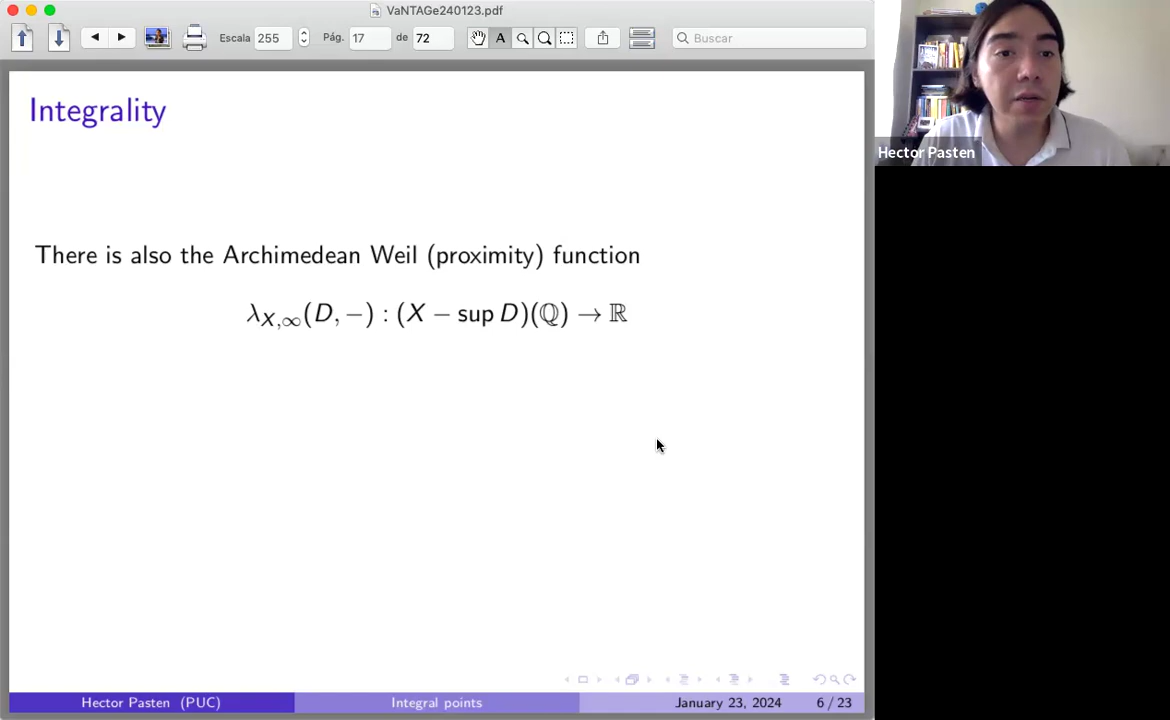 VaNTAGe240123.pdf
Escala 255 Pág. 17 de 72 A Buscar
Integrality
Hector Pasten
There is also the Archimedean Weil (proximity) function
λ_{X,∞}(D, −) : (X − sup D)(ℚ) → ℝ
Hector Pasten (PUC) Integral points January 23, 2024 6 / 23